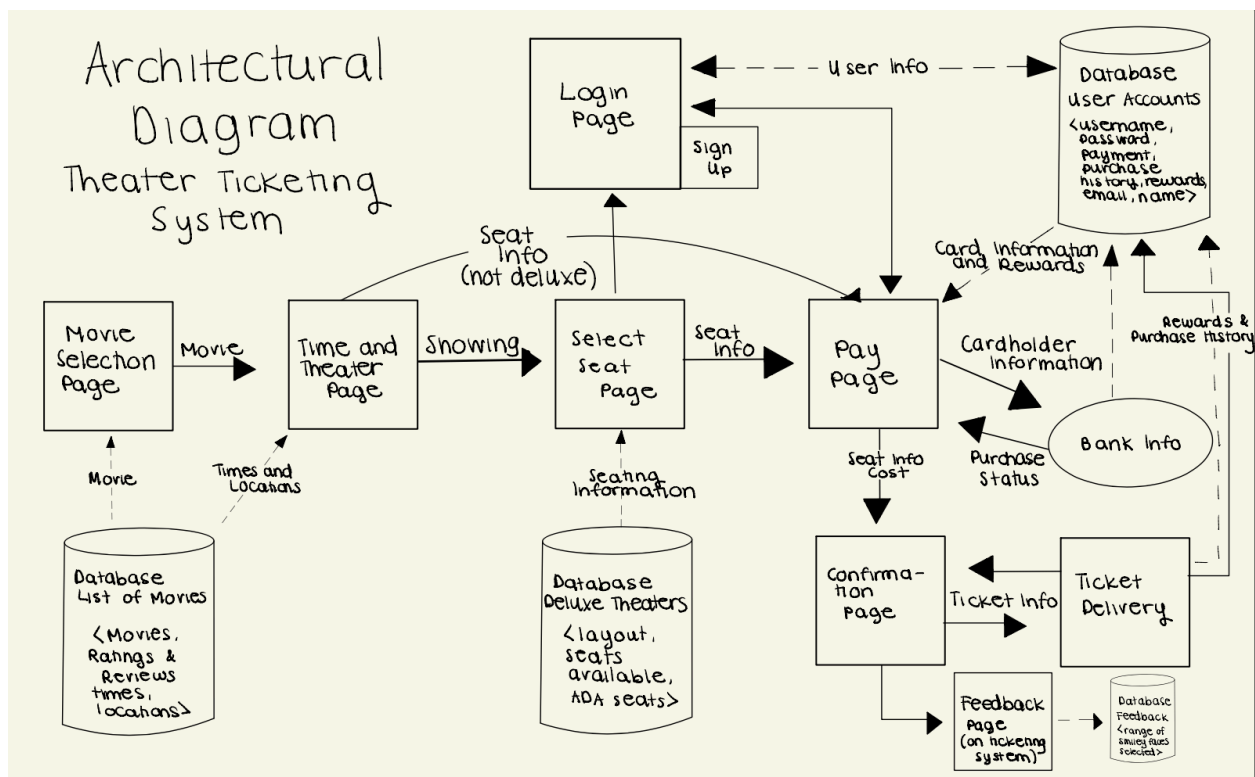 Architectural
Diagram
Theater Ticketing
System
Login
Page
Sign
Up
User Info
Database
User Accounts
<username,
password,
payment,
purchase
history, rewards,
email, name>
Seat
Info
(not deluxe)
Card Information
and Rewards
Rewards &
Purchase History
Movie
Selection
Page
Movie
Time and
Theater
Page
Showing
Select
Seat
Page
Seat
Info
Pay
Page
Cardholder
Information
Bank Info
Purchase
Status
Movie
Times and
Locations
Seating
Information
Seat Info
Cost
Database
List of Movies
<Movies,
Ratings &
Reviews
times,
locations>
Database
Deluxe Theaters
<layout,
seats
available,
ADA seats>
Confirma-
tion
Page
Ticket Info
Ticket
Delivery
Feedback
Page
(on ticketing
system)
Database
Feedback
<range of
smiley faces
selected>